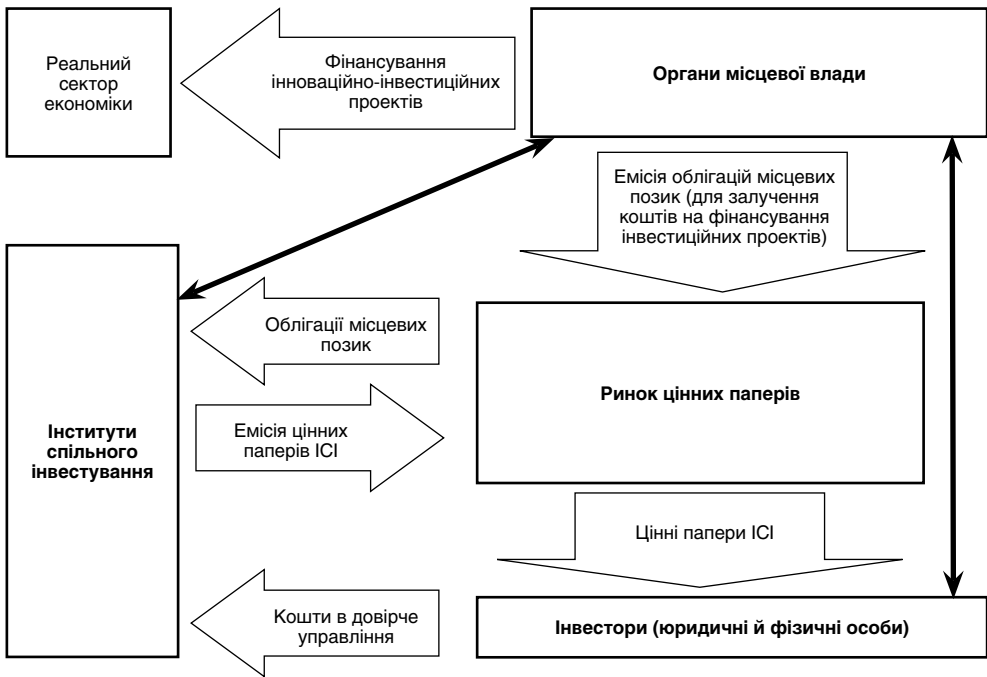 Реальний
сектор
економіки
Фінансування
інноваційно-інвестиційних
проектів
Органи місцевої влади
Емісія облігацій місцевих
позик (для залучення
коштів на фінансування
інвестиційних проектів)
Облігації місцевих
позик
Ринок цінних паперів
Емісія цінних
паперів ІСІ
Інститути
спільного
інвестування
Цінні папери ІСІ
Кошти в довірче
управління
Інвестори (юридичні й фізичні особи)